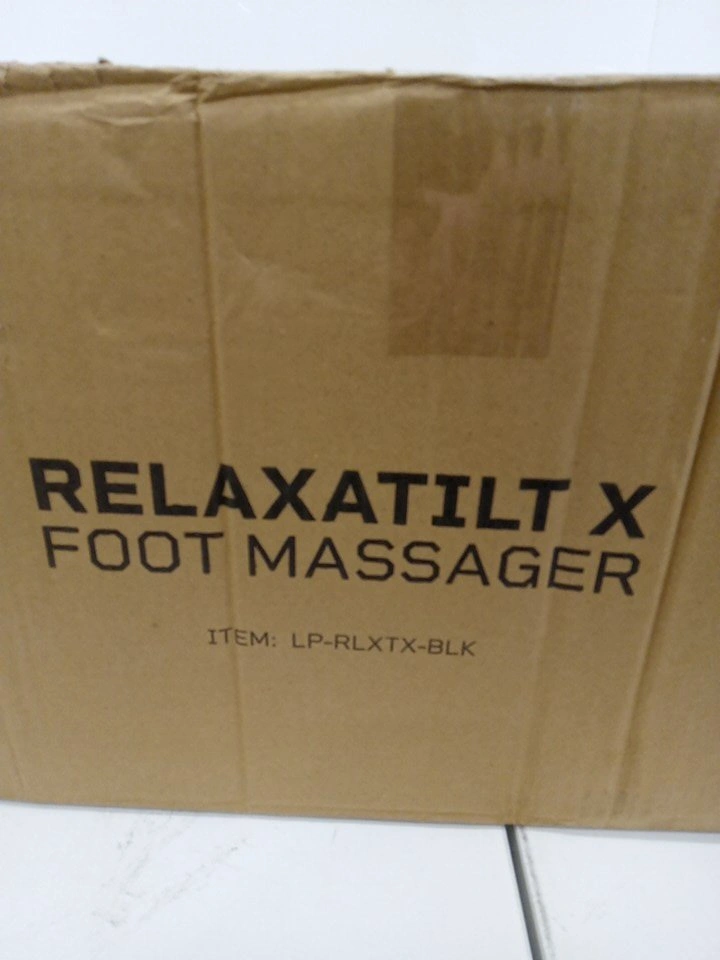 RELAXATILT X
FOOT MASSAGER
ITEM: LP-RLXTX-BLK